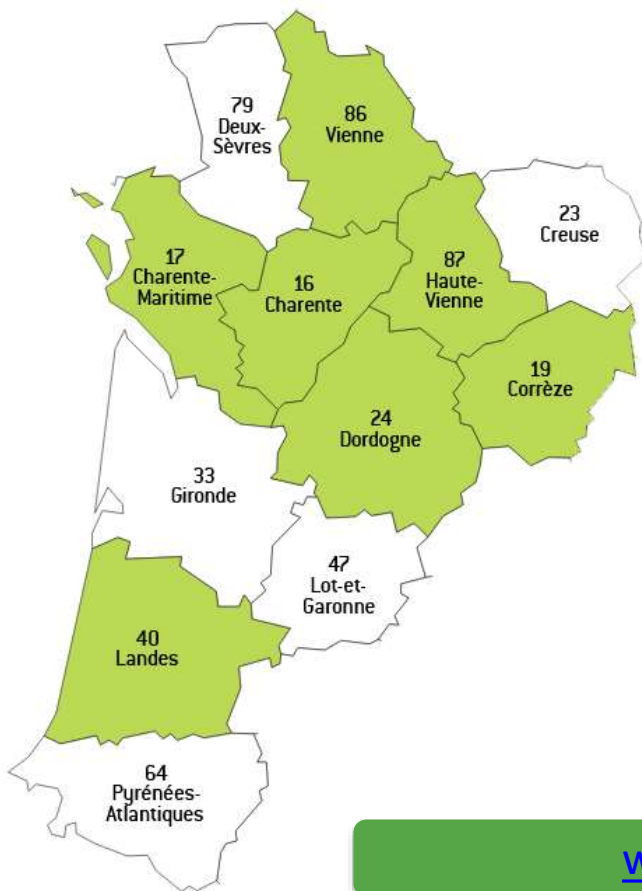 79
Deux-
Sèvres
86
Vienne
23
Creuse
17
Charente-
Maritime
16
Charente
87
Haute-
Vienne
19
Corrèze
24
Dordogne
33
Gironde
47
Lot-et-
Garonne
40
Landes
64
Pyrénées-
Atlantiques